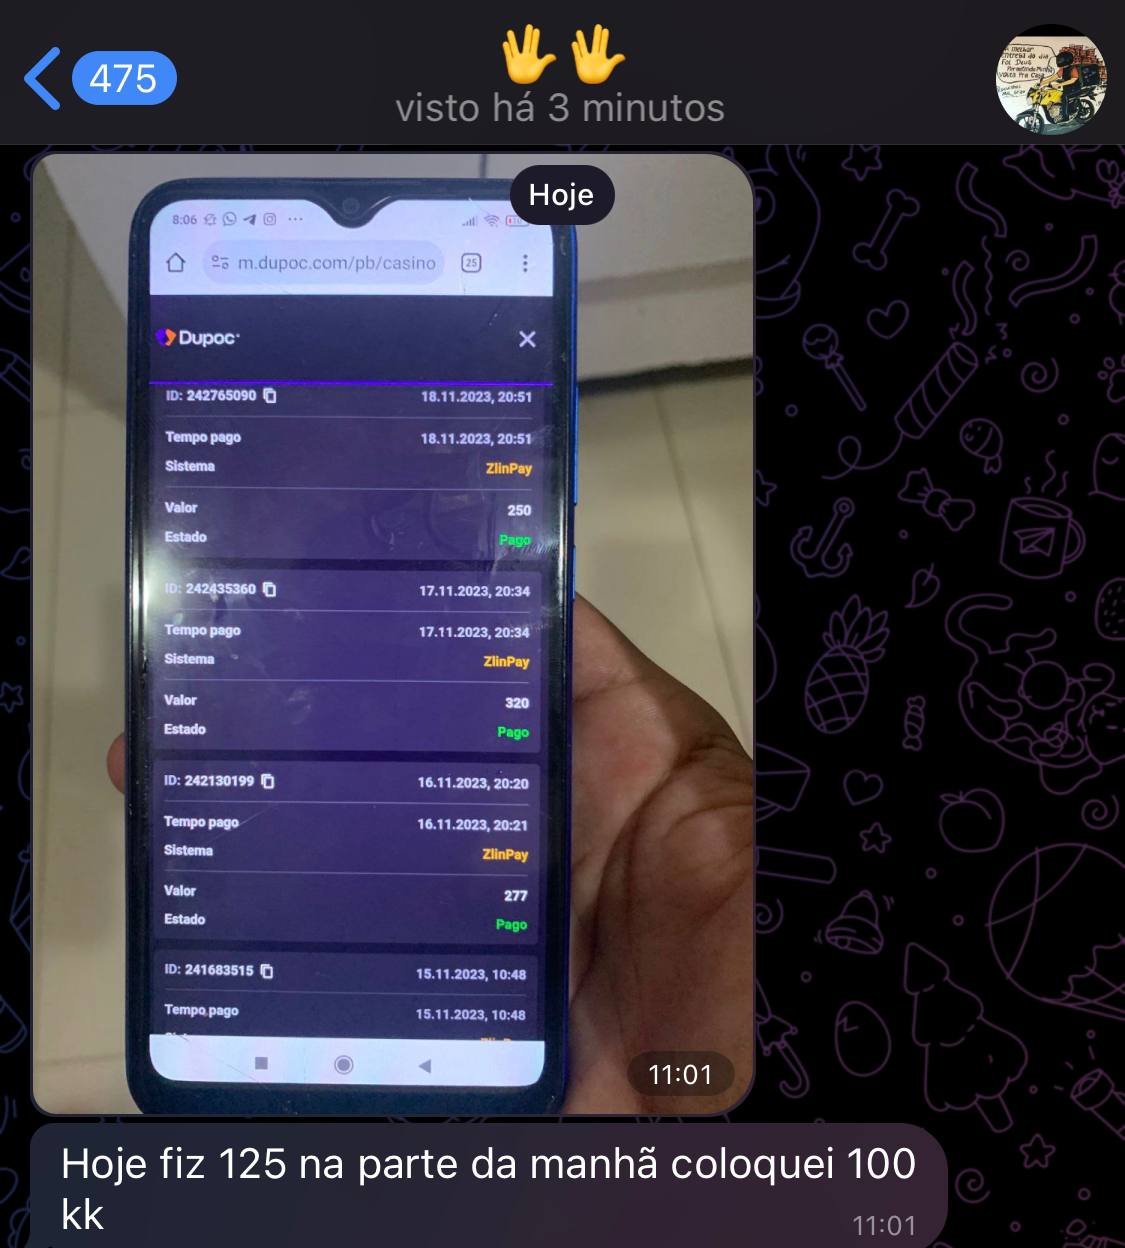 475
🖖🖖
visto há 3 minutos
Hoje
8:06
m.dupoc.com/pb/casino
25
Dupoc
ID: 242765090
18.11.2023, 20:51
Tempo pago
18.11.2023, 20:51
Sistema
ZlinPay
Valor
250
Estado
Pago
ID: 242435360
17.11.2023, 20:34
Tempo pago
17.11.2023, 20:34
Sistema
ZlinPay
Valor
320
Estado
Pago
ID: 242130199
16.11.2023, 20:20
Tempo pago
16.11.2023, 20:21
Sistema
ZlinPay
Valor
277
Estado
Pago
ID: 241683515
15.11.2023, 10:48
Tempo pago
15.11.2023, 10:48
11:01
Hoje fiz 125 na parte da manhã coloquei 100
kk
11:01